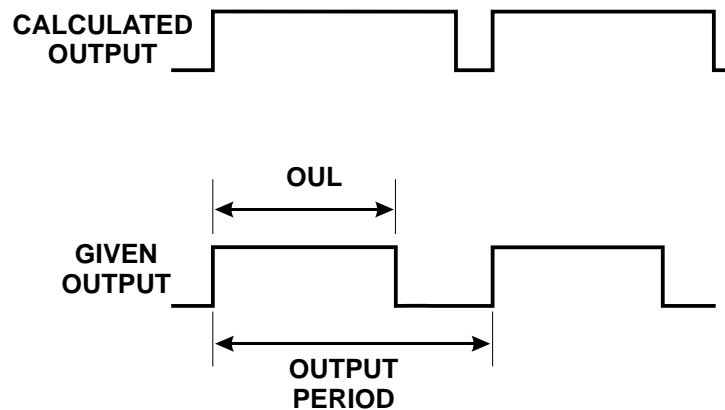 CALCULATED
OUTPUT
OUL
GIVEN
OUTPUT
OUTPUT
PERIOD